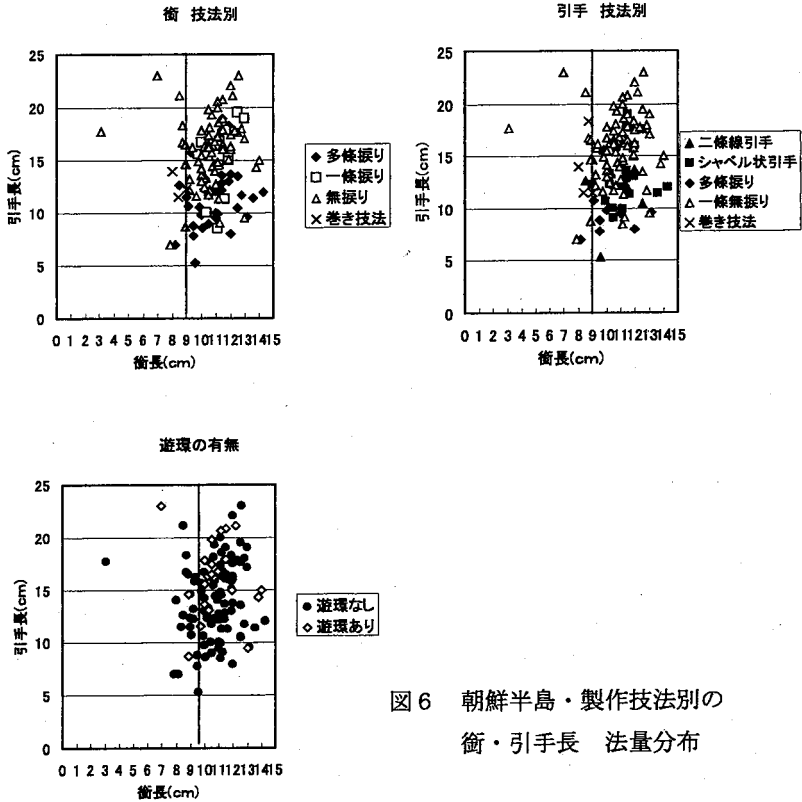 銜 技法別
25
20
15
10
5
0
引手長(cm)
0 1 2 3 4 5 6 7 8 9 10 11 12 13 14 15
銜長(cm)
◆多條捩り
□一條捩り
△無捩り
×巻き技法
引手 技法別
25
20
15
10
5
0
引手長(cm)
0 1 2 3 4 5 6 7 8 9 10 11 12 13 14 15
銜長(cm)
▲二條線引手
■シャベル状引手
◆多條捩り
△一條無捩り
×巻き技法
遊環の有無
25
20
15
10
5
0
引手長(cm)
0 1 2 3 4 5 6 7 8 9 10 11 12 13 14 15
銜長(cm)
●遊環なし
◇遊環あり
図6 朝鮮半島・製作技法別の
銜・引手長 法量分布